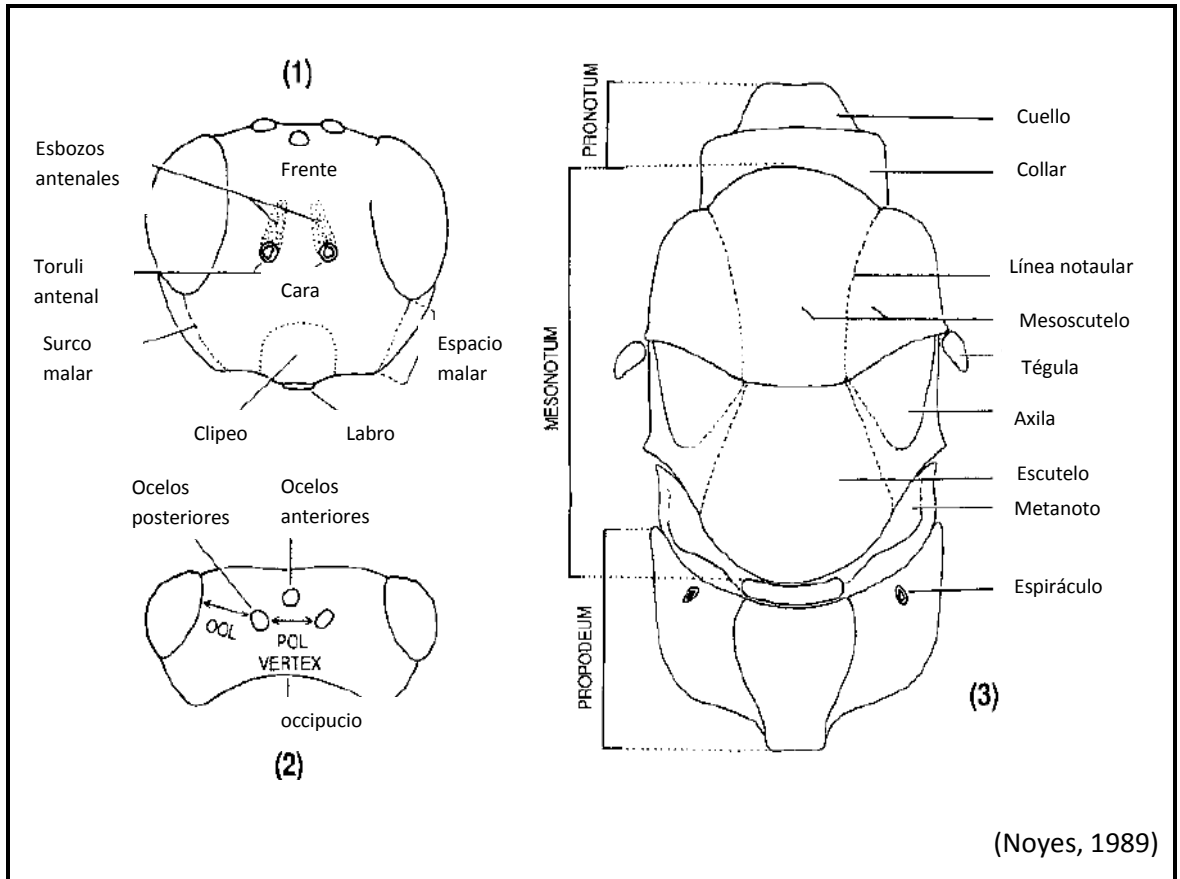 (1)
Esbozos
antenales
Frente
Toruli
antenal
Cara
Surco
malar
Espacio
malar
Clipeo
Labro
Ocelos
posteriores
Ocelos
anteriores
OOL
POL
VERTEX
occipucio
(2)
PRONOTUM
MESONOTUM
PROPODEUM
Cuello
Collar
Línea notaular
Mesoscutelo
Tégula
Axila
Escutelo
Metanoto
Espiráculo
(3)
(Noyes, 1989)